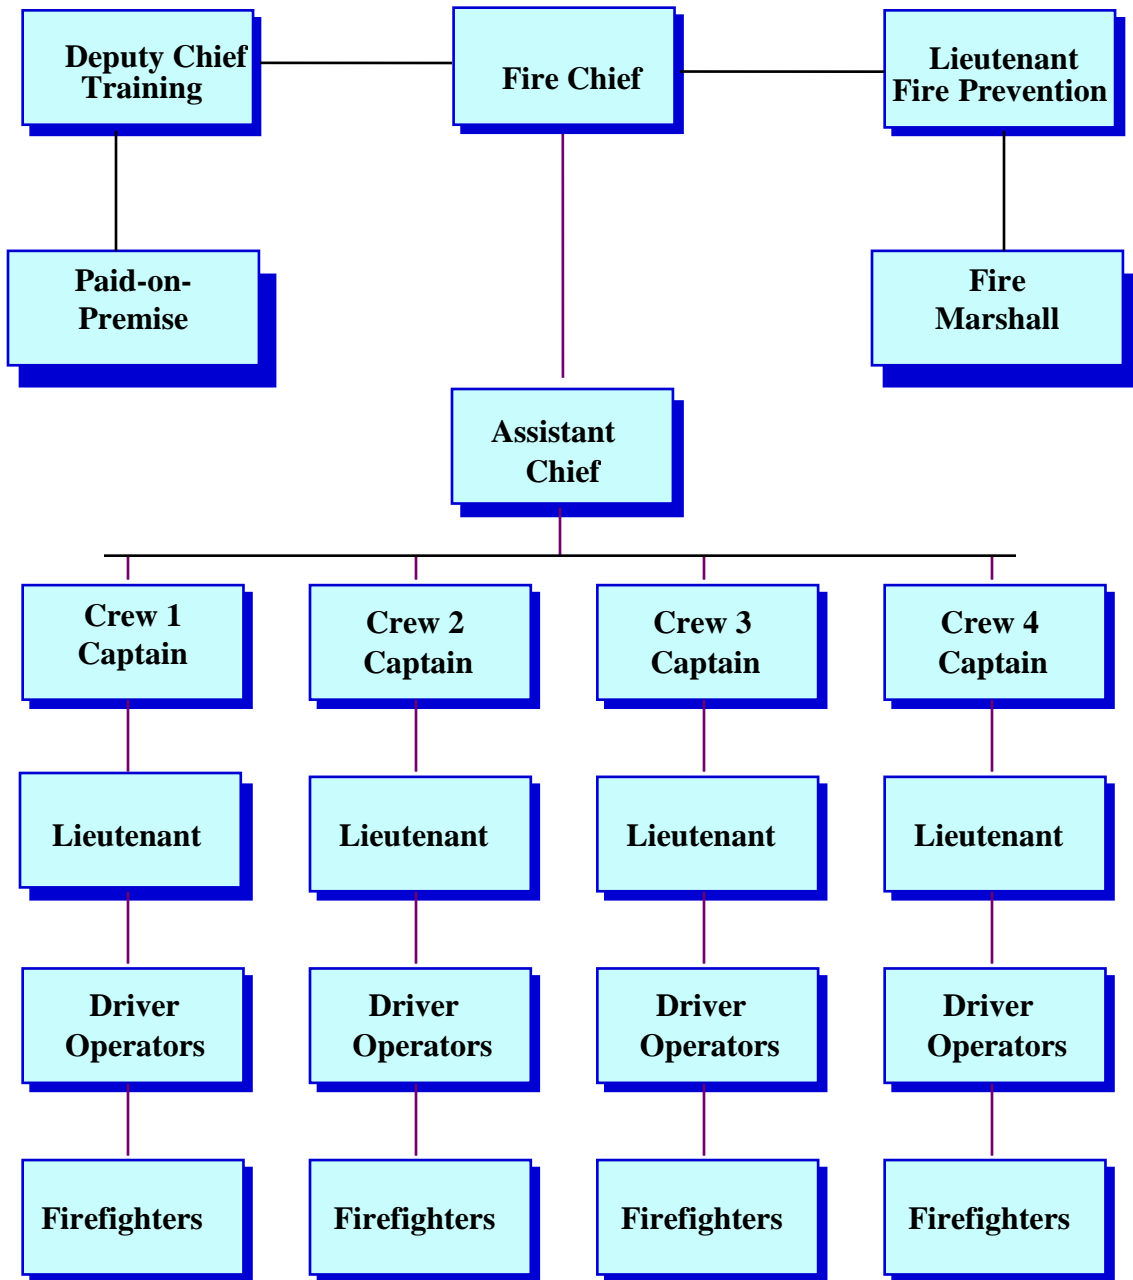 Deputy Chief
Training
Fire Chief
Lieutenant
Fire Prevention
Paid-on-
Premise
Fire
Marshall
Assistant
Chief
Crew 1
Captain
Crew 2
Captain
Crew 3
Captain
Crew 4
Captain
Lieutenant
Lieutenant
Lieutenant
Lieutenant
Driver
Operators
Driver
Operators
Driver
Operators
Driver
Operators
Firefighters
Firefighters
Firefighters
Firefighters